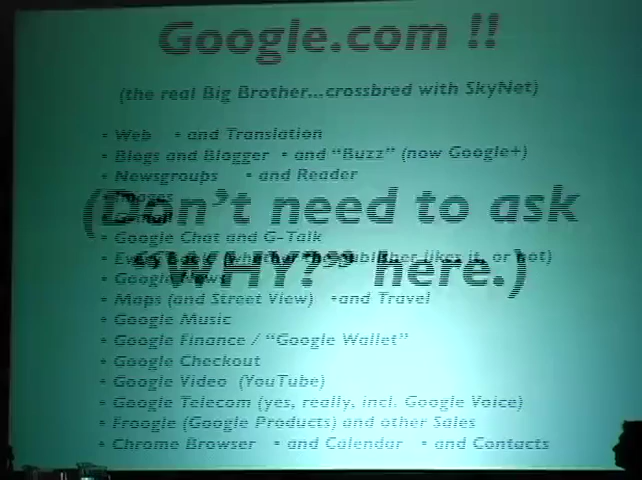 Google.com !!
(the real Big Brother...crossbred with SkyNet)
• Web • and Translation
• Blogs and Blogger • and “Buzz” (now Google+)
• Newsgroups • and Reader
• Images
(Don’t need to ask
• Google Chat and G-Talk
“WHY?” here.)
• Google News
• Maps (and Street View) •and Travel
• Google Music
• Google Finance / “Google Wallet”
• Google Checkout
• Google Video (YouTube)
• Google Telecom (yes, really, incl. Google Voice)
• Froogle (Google Products) and other Sales
• Chrome Browser • and Calendar • and Contacts